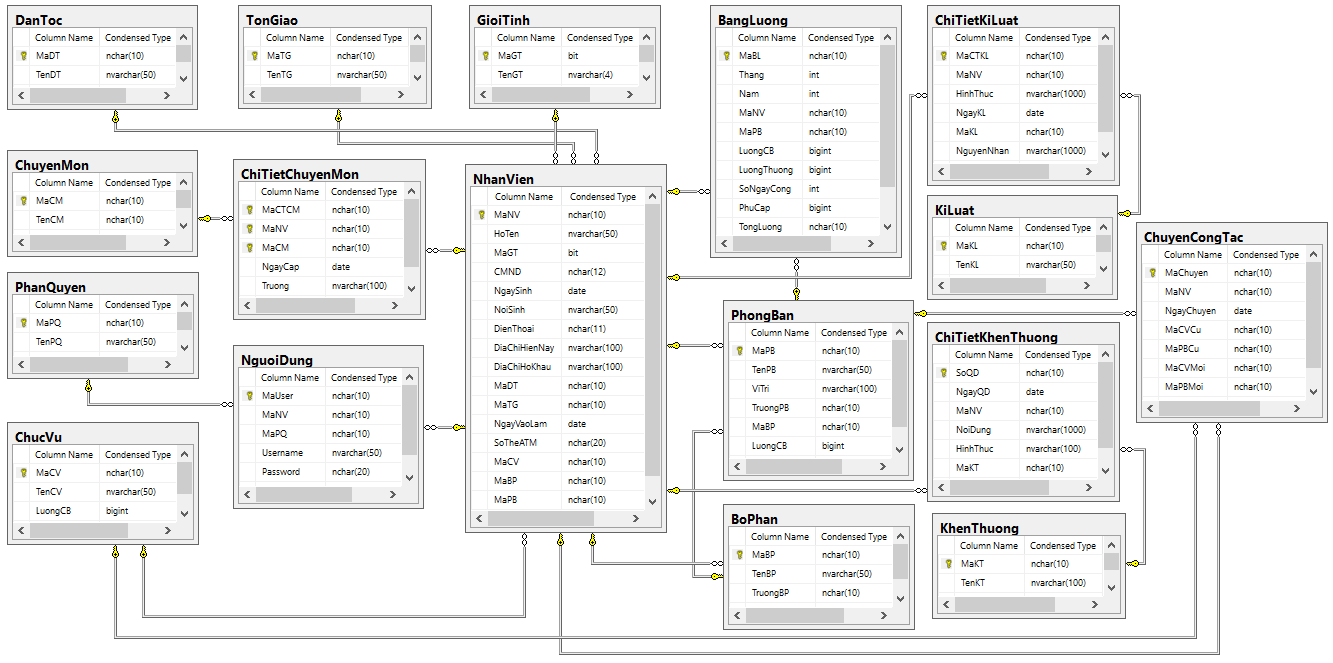 DanToc
Column Name Condensed Type
MaDT nchar(10)
TenDT nvarchar(50)
TonGiao
Column Name Condensed Type
MaTG nchar(10)
TenTG nvarchar(50)
GioiTinh
Column Name Condensed Type
MaGT bit
TenGT nvarchar(4)
BangLuong
Column Name Condensed Type
MaBL nchar(10)
Thang int
Nam int
MaNV nchar(10)
MaPB nchar(10)
LuongCB bigint
LuongThuong bigint
SoNgayCong int
PhuCap bigint
TongLuong nchar(10)
ChiTietKiLuat
Column Name Condensed Type
MaCTKL nchar(10)
MaNV nchar(10)
HinhThuc nvarchar(1000)
NgayKL date
MaKL nchar(10)
NguyenNhan nvarchar(1000)
ChuyenMon
Column Name Condensed Type
MaCM nchar(10)
TenCM nchar(10)
ChiTietChuyenMon
Column Name Condensed Type
MaCTCM nchar(10)
MaNV nchar(10)
MaCM nchar(10)
NgayCap date
Truong nvarchar(100)
NhanVien
Column Name Condensed Type
MaNV nchar(10)
HoTen nvarchar(50)
MaGT bit
CMND nchar(12)
NgaySinh date
NoiSinh nvarchar(50)
DienThoai nchar(11)
DiaChiHienNay nvarchar(100)
DiaChiHoKhau nvarchar(100)
MaDT nchar(10)
MaTG nchar(10)
NgayVaoLam date
SoTheATM nchar(20)
MaCV nchar(10)
MaBP nchar(10)
MaPB nchar(10)
KiLuat
Column Name Condensed Type
MaKL nchar(10)
TenKL nvarchar(50)
ChuyenCongTac
Column Name Condensed Type
MaChuyen nchar(10)
MaNV nchar(10)
NgayChuyen date
MaCVCu nchar(10)
MaPBCu nchar(10)
MaCVMoi nchar(10)
MaPBMoi nchar(10)
PhanQuyen
Column Name Condensed Type
MaPQ nchar(10)
TenPQ nvarchar(50)
NguoiDung
Column Name Condensed Type
MaUser nchar(10)
MaNV nchar(10)
MaPQ nchar(10)
Username nvarchar(50)
Password nchar(20)
PhongBan
Column Name Condensed Type
MaPB nchar(10)
TenPB nvarchar(50)
ViTri nvarchar(100)
TruongPB nchar(10)
MaBP nchar(10)
LuongCB bigint
ChiTietKhenThuong
Column Name Condensed Type
SoQD nchar(10)
NgayQD date
MaNV nchar(10)
NoiDung nvarchar(1000)
HinhThuc nvarchar(100)
MaKT nchar(10)
ChucVu
Column Name Condensed Type
MaCV nchar(10)
TenCV nvarchar(50)
LuongCB bigint
BoPhan
Column Name Condensed Type
MaBP nchar(10)
TenBP nvarchar(50)
TruongBP nchar(10)
KhenThuong
Column Name Condensed Type
MaKT nchar(10)
TenKT nvarchar(100)